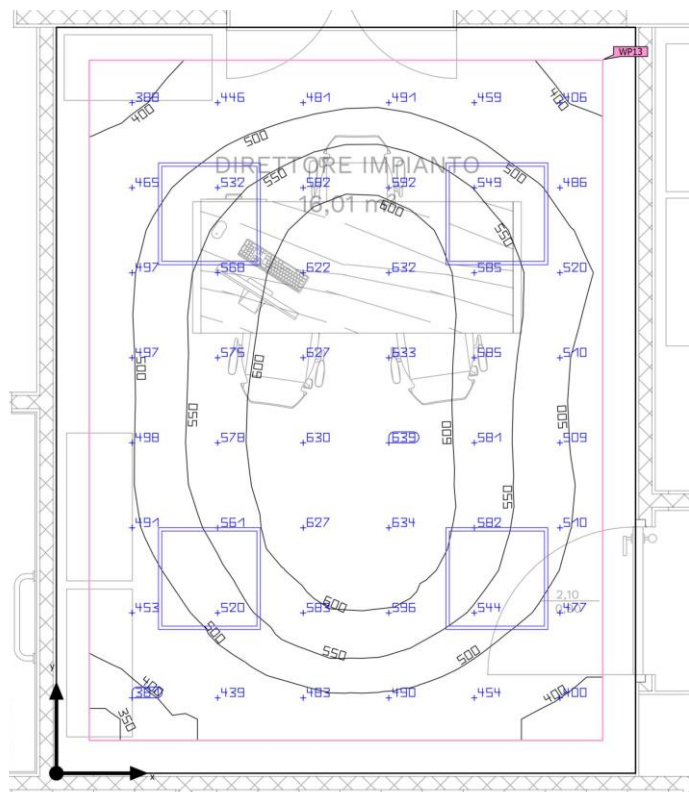 WP13
+388 +446 +481 +491 +459 +406
400 400
500
DIRETTORE IMPIANTO
+465 +532 +582 +592 +549 +486
550 500
16,01 m²
600
550
+497 +568 +622 +632 +585 +520
+497 +575 +627 +633 +585 +510
500 600
550 500
+498 +578 +630 +639 +581 +509
600
550
+491 +561 +627 +634 +582 +510
2,10
+453 +520 +583 +596 +544 +477
600
500
550 500
+439 +483 +490 +454 +400
400 400
350
y
x